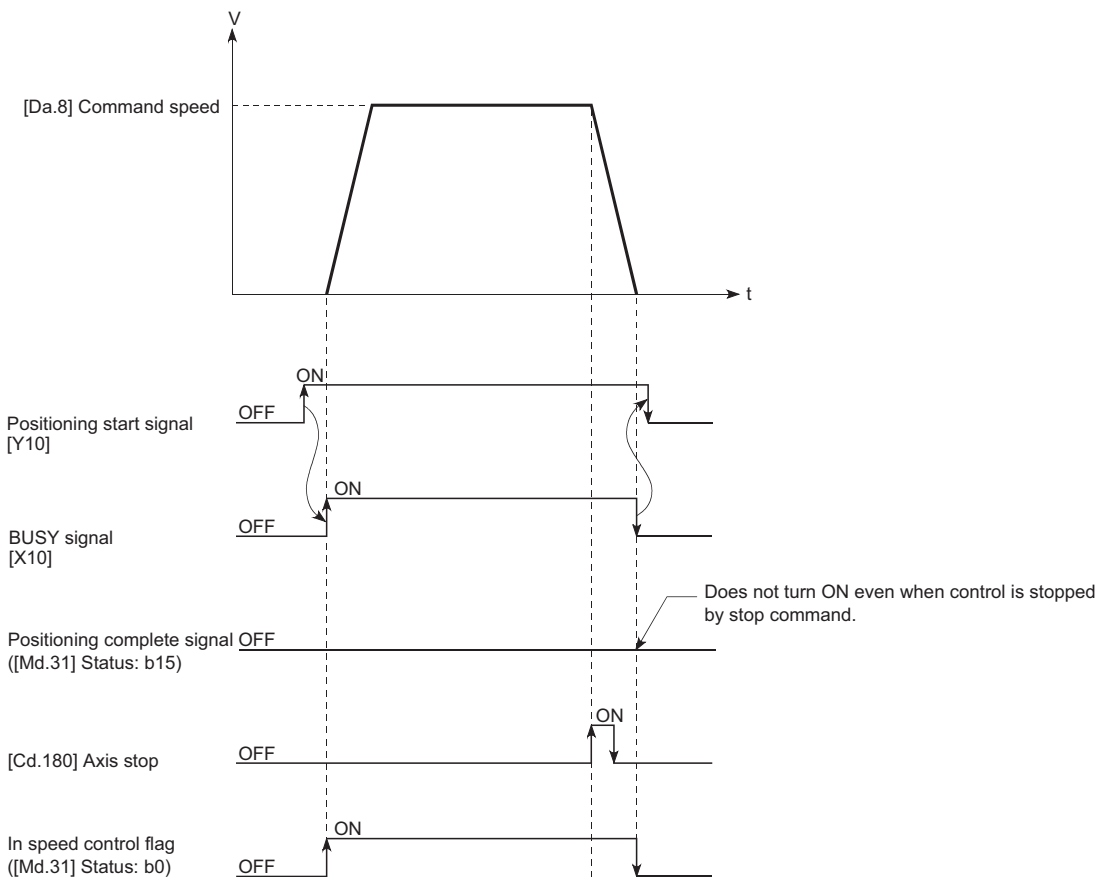 V
[Da.8] Command speed
t
ON
OFF
Positioning start signal
[Y10]
ON
OFF
BUSY signal
[X10]
Does not turn ON even when control is stopped
by stop command.
Positioning complete signal OFF
([Md.31] Status: b15)
ON
[Cd.180] Axis stop OFF
ON
In speed control flag
([Md.31] Status: b0) OFF